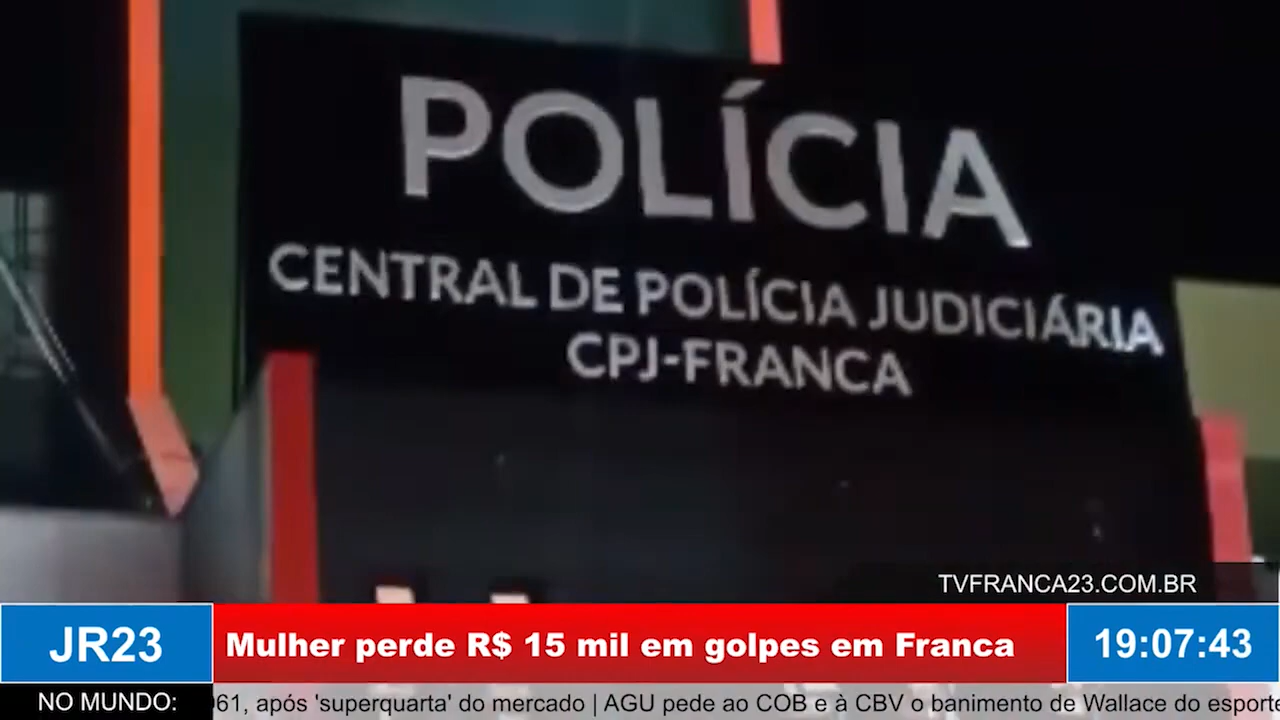 POLÍCIA
CENTRAL DE POLÍCIA JUDICIÁRIA
CPJ-FRANCA
TVFRANCA23.COM.BR
JR23
Mulher perde R$ 15 mil em golpes em Franca
19:07:43
NO MUNDO:
061, após 'superquarta' do mercado | AGU pede ao COB e à CBV o banimento de Wallace do esporte